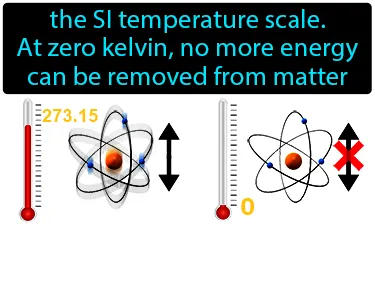 the SI temperature scale.
At zero kelvin, no more energy
can be removed from matter
273.15
0